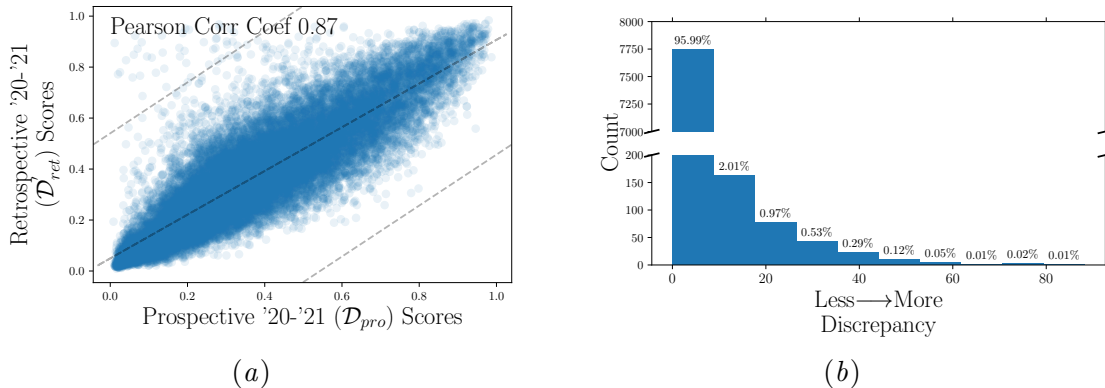 Pearson Corr Coef 0.87
Retrospective '20-'21
(𝒟′ret) Scores
1.0
0.8
0.6
0.4
0.2
0.0
0.0 0.2 0.4 0.6 0.8 1.0
Prospective '20-'21 (𝒟pro) Scores
(a)
Count
8000
7750
7500
7250
7000
200
150
100
50
0
95.99%
2.01%
0.97%
0.53%
0.29%
0.12%
0.05%
0.01%
0.02%
0.01%
0 20 40 60 80
Less⟶More
Discrepancy
(b)